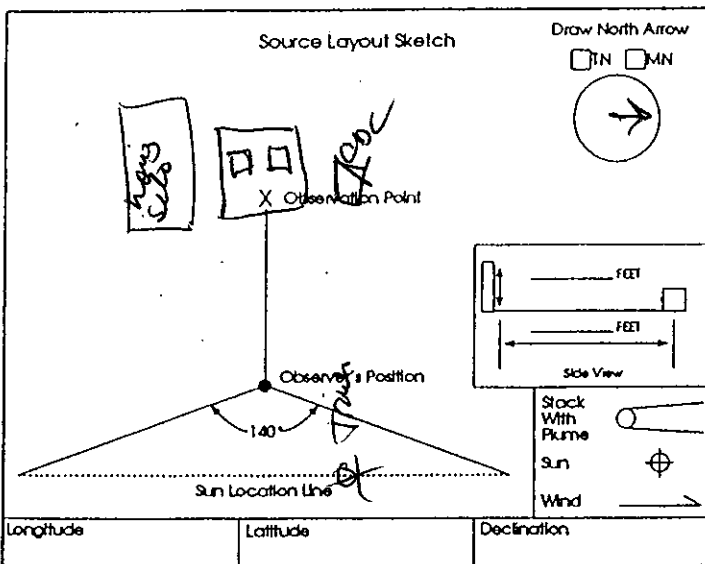 Source Layout Sketch
Draw North Arrow
TN MN
X Observation Point
FEET
FEET
Side View
Observer's Position
140°
Sun Location Line
Stack
With
Plume
Sun
Wind
Longitude
Latitude
Declination